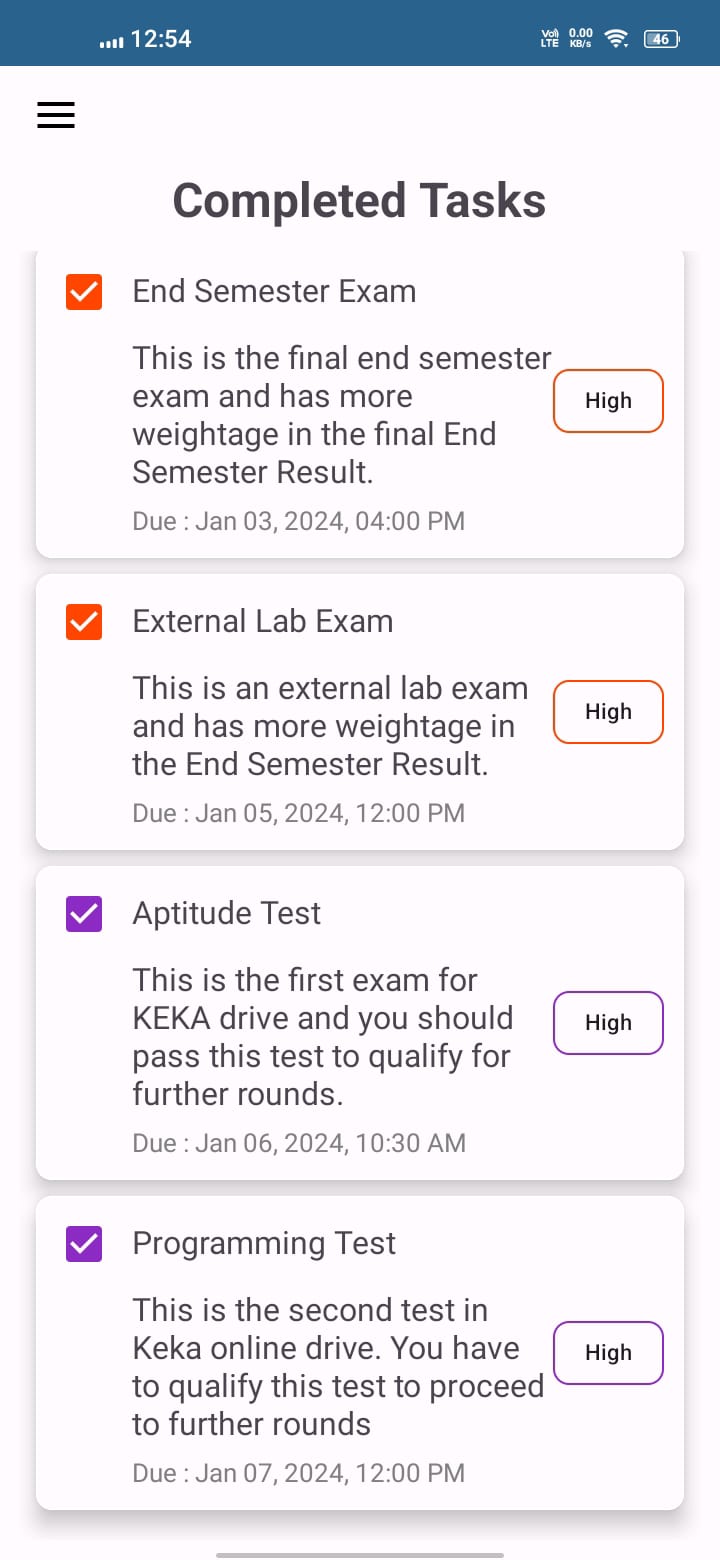 12:54
Vo)) LTE
0.00 KB/s
46
Completed Tasks
End Semester Exam
This is the final end semester
exam and has more
weightage in the final End
Semester Result.
High
Due : Jan 03, 2024, 04:00 PM
External Lab Exam
This is an external lab exam
and has more weightage in
the End Semester Result.
High
Due : Jan 05, 2024, 12:00 PM
Aptitude Test
This is the first exam for
KEKA drive and you should
pass this test to qualify for
further rounds.
High
Due : Jan 06, 2024, 10:30 AM
Programming Test
This is the second test in
Keka online drive. You have
to qualify this test to proceed
to further rounds
High
Due : Jan 07, 2024, 12:00 PM